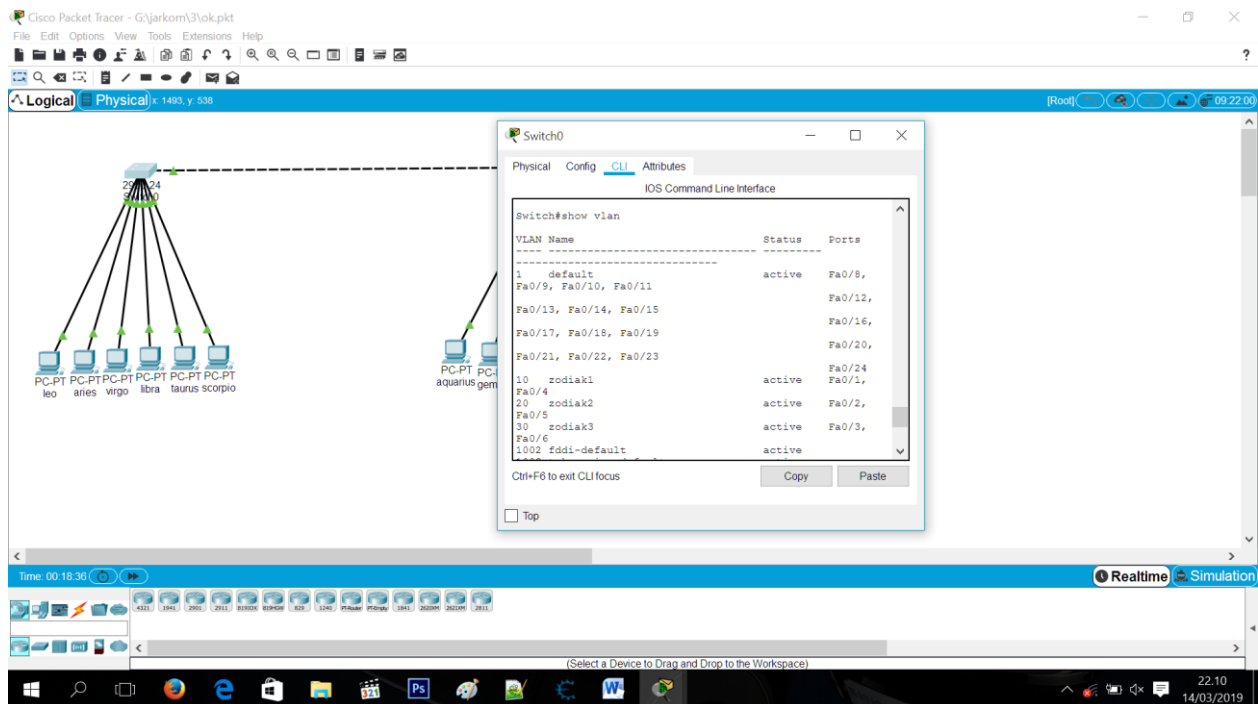 Cisco Packet Tracer - G:\jarkom\3\ok.pkt
File Edit Options View Tools Extensions Help
?
Logical Physical x: 1493, y: 538 [Root] 09:22:00
Switch0
Physical Config CLI Attributes
IOS Command Line Interface
Switch#show vlan
VLAN Name Status Ports
---- -------------------------------- --------- -------------------------------
1 default active Fa0/8,
Fa0/9, Fa0/10, Fa0/11
Fa0/12,
Fa0/13, Fa0/14, Fa0/15
Fa0/16,
Fa0/17, Fa0/18, Fa0/19
Fa0/20,
Fa0/21, Fa0/22, Fa0/23
Fa0/24
10 zodiak1 active Fa0/1,
Fa0/4
20 zodiak2 active Fa0/2,
Fa0/5
30 zodiak3 active Fa0/3,
Fa0/6
1002 fddi-default active
Ctrl+F6 to exit CLI focus Copy Paste
Top
PC-PT PC-PT PC-PT PC-PT PC-PT PC-PT
leo aries virgo libra taurus scorpio
PC-PT PC-
aquarius gem
Time: 00:18:36 Realtime Simulation
4321 1941 2901 2911 819HGW 829 1240 PT-Router PT-Empty 1841 2620XM 2621XM 2811
(Select a Device to Drag and Drop to the Workspace)
321
Ps
22.10
14/03/2019